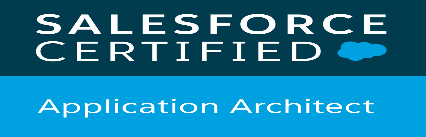 SALESFORCE
CERTIFIED
Application Architect